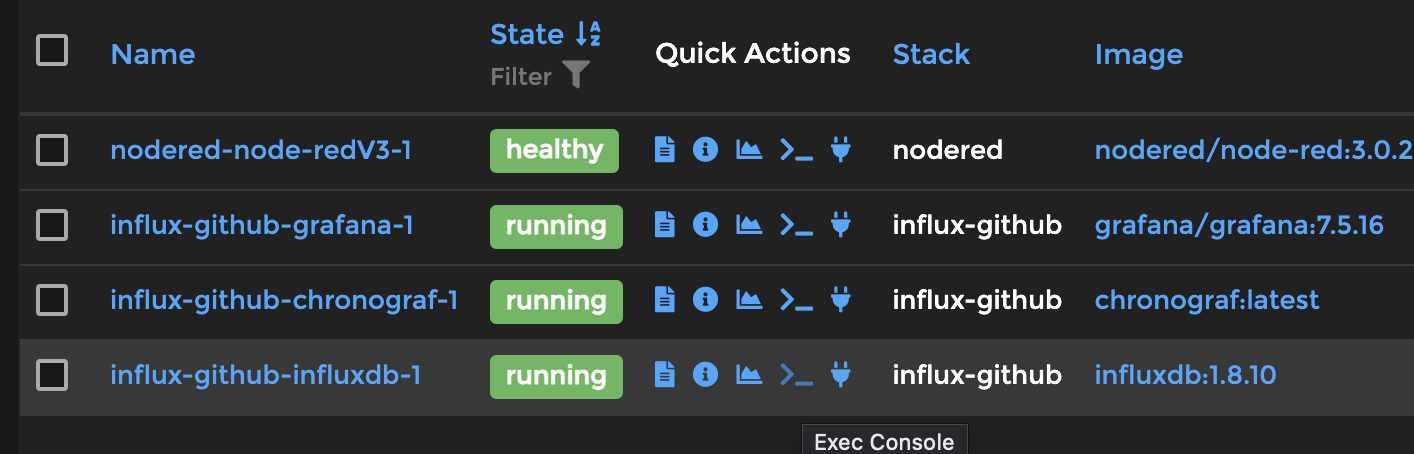 Name State Quick Actions Stack Image
Filter
nodered-node-redV3-1 healthy nodered nodered/node-red:3.0.2
influx-github-grafana-1 running influx-github grafana/grafana:7.5.16
influx-github-chronograf-1 running influx-github chronograf:latest
influx-github-influxdb-1 running influx-github influxdb:1.8.10
Exec Console